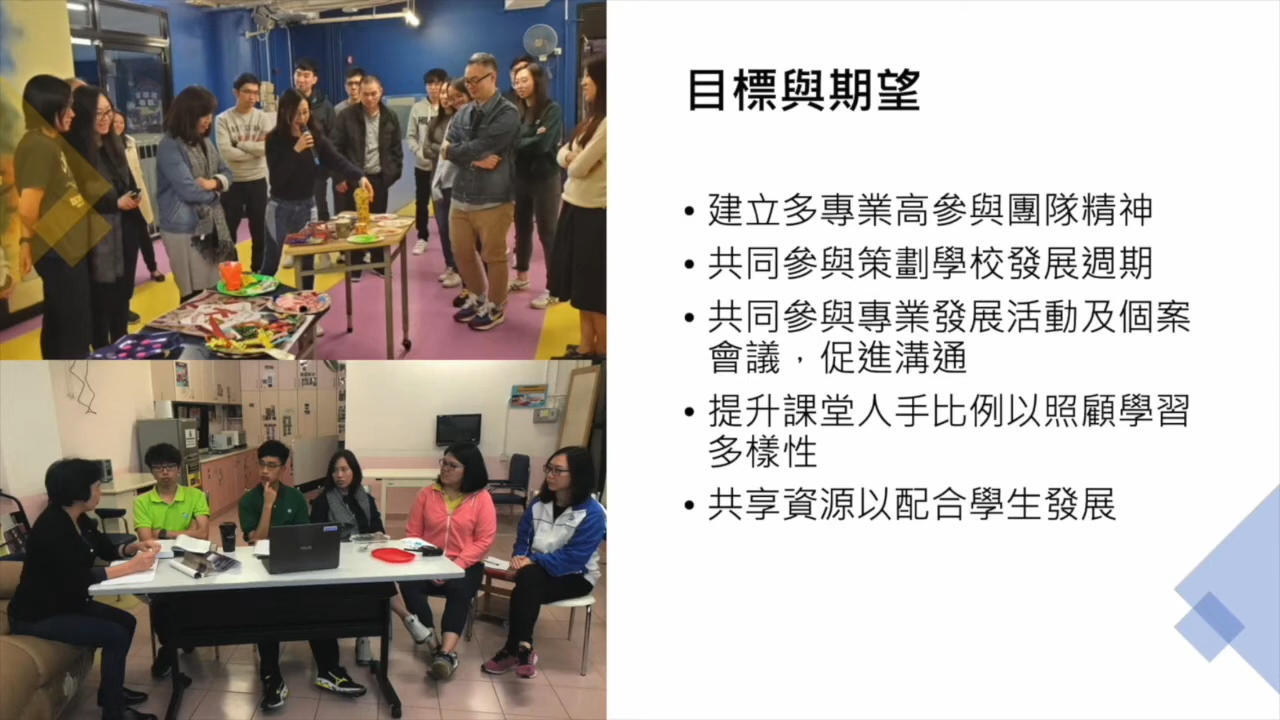 目標與期望
• 建立多專業高參與團隊精神
• 共同參與策劃學校發展週期
• 共同參與專業發展活動及個案
會議，促進溝通
• 提升課堂人手比例以照顧學習
多樣性
• 共享資源以配合學生發展